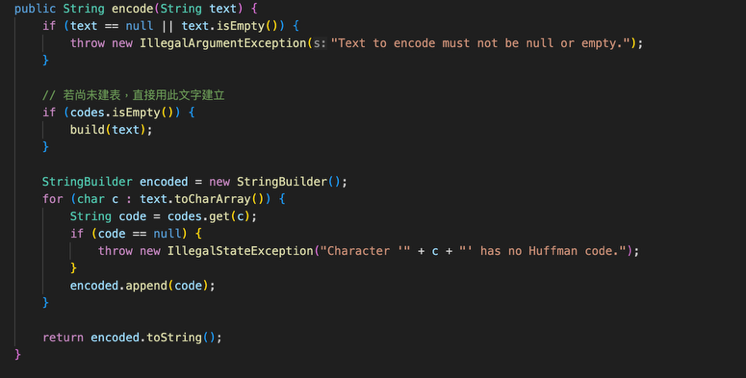 public String encode(String text) {
    if (text == null || text.isEmpty()) {
        throw new IllegalArgumentException(s: "Text to encode must not be null or empty.");
    }

    // 若尚未建表，直接用此文字建立
    if (codes.isEmpty()) {
        build(text);
    }

    StringBuilder encoded = new StringBuilder();
    for (char c : text.toCharArray()) {
        String code = codes.get(c);
        if (code == null) {
            throw new IllegalStateException("Character '" + c + "' has no Huffman code.");
        }
        encoded.append(code);
    }

    return encoded.toString();
}